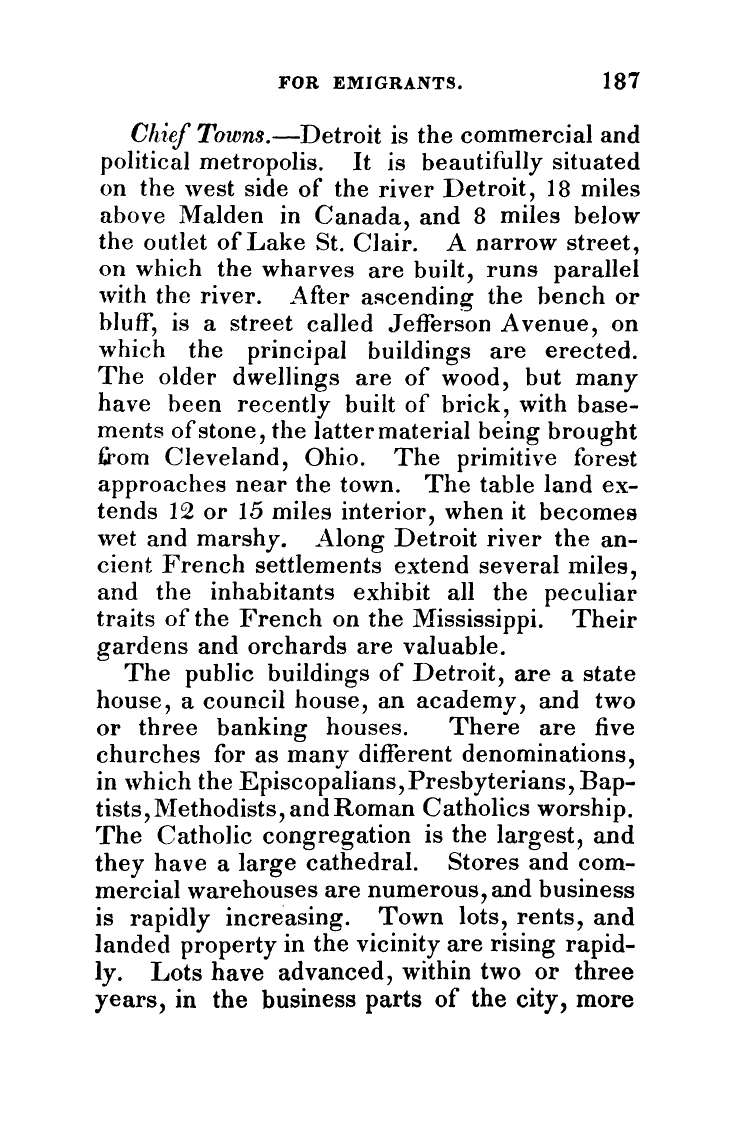 FOR EMIGRANTS. 187
Chief Towns.—Detroit is the commercial and
political metropolis. It is beautifully situated
on the west side of the river Detroit, 18 miles
above Malden in Canada, and 8 miles below
the outlet of Lake St. Clair. A narrow street,
on which the wharves are built, runs parallel
with the river. After ascending the bench or
bluff, is a street called Jefferson Avenue, on
which the principal buildings are erected.
The older dwellings are of wood, but many
have been recently built of brick, with base-
ments of stone, the latter material being brought
from Cleveland, Ohio. The primitive forest
approaches near the town. The table land ex-
tends 12 or 15 miles interior, when it becomes
wet and marshy. Along Detroit river the an-
cient French settlements extend several miles,
and the inhabitants exhibit all the peculiar
traits of the French on the Mississippi. Their
gardens and orchards are valuable.
The public buildings of Detroit, are a state
house, a council house, an academy, and two
or three banking houses. There are five
churches for as many different denominations,
in which the Episcopalians, Presbyterians, Bap-
tists, Methodists, and Roman Catholics worship.
The Catholic congregation is the largest, and
they have a large cathedral. Stores and com-
mercial warehouses are numerous, and business
is rapidly increasing. Town lots, rents, and
landed property in the vicinity are rising rapid-
ly. Lots have advanced, within two or three
years, in the business parts of the city, more